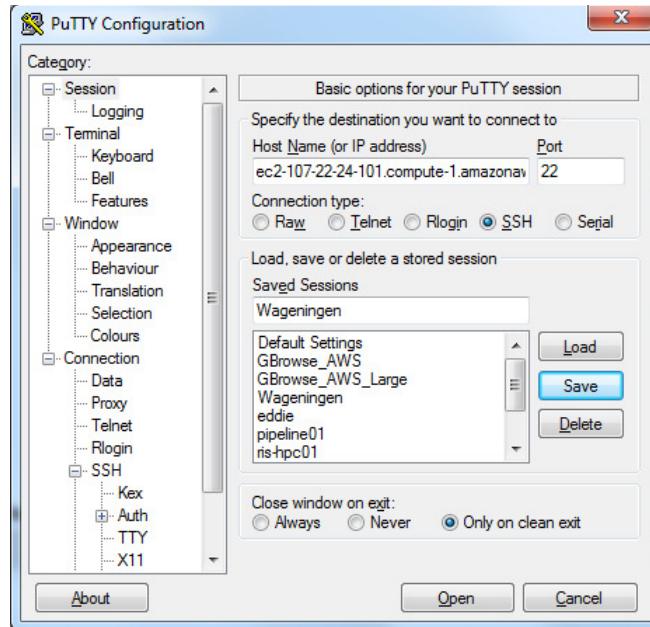 PuTTY Configuration
Category:
Session
Logging
Terminal
Keyboard
Bell
Features
Window
Appearance
Behaviour
Translation
Selection
Colours
Connection
Data
Proxy
Telnet
Rlogin
SSH
Kex
Auth
TTY
X11
Basic options for your PuTTY session
Specify the destination you want to connect to
Host Name (or IP address) Port
ec2-107-22-24-101.compute-1.amazonav 22
Connection type:
Raw Telnet Rlogin SSH Serial
Load, save or delete a stored session
Saved Sessions
Wageningen
Default Settings
GBrowse_AWS
GBrowse_AWS_Large
Wageningen
eddie
pipeline01
ris-hpc01
Load
Save
Delete
Close window on exit:
Always Never Only on clean exit
About Open Cancel